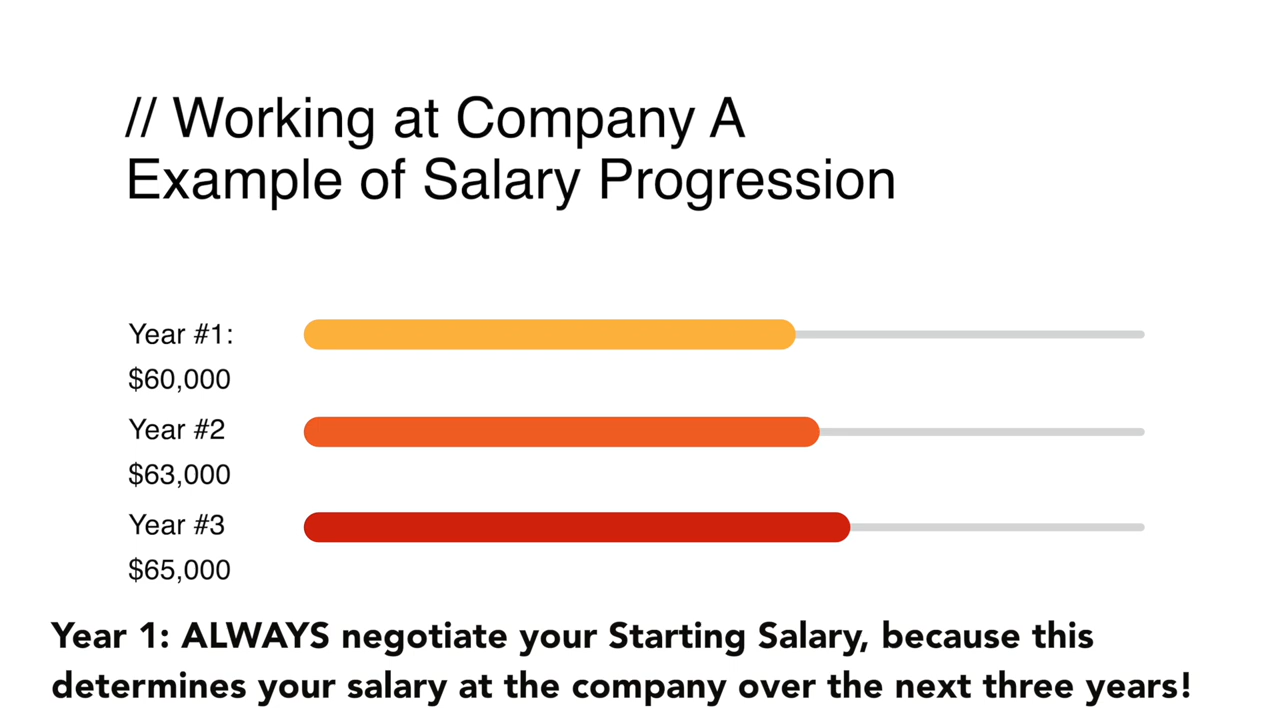 // Working at Company A
Example of Salary Progression
Year #1:
$60,000
Year #2
$63,000
Year #3
$65,000
Year 1: ALWAYS negotiate your Starting Salary, because this
determines your salary at the company over the next three years!